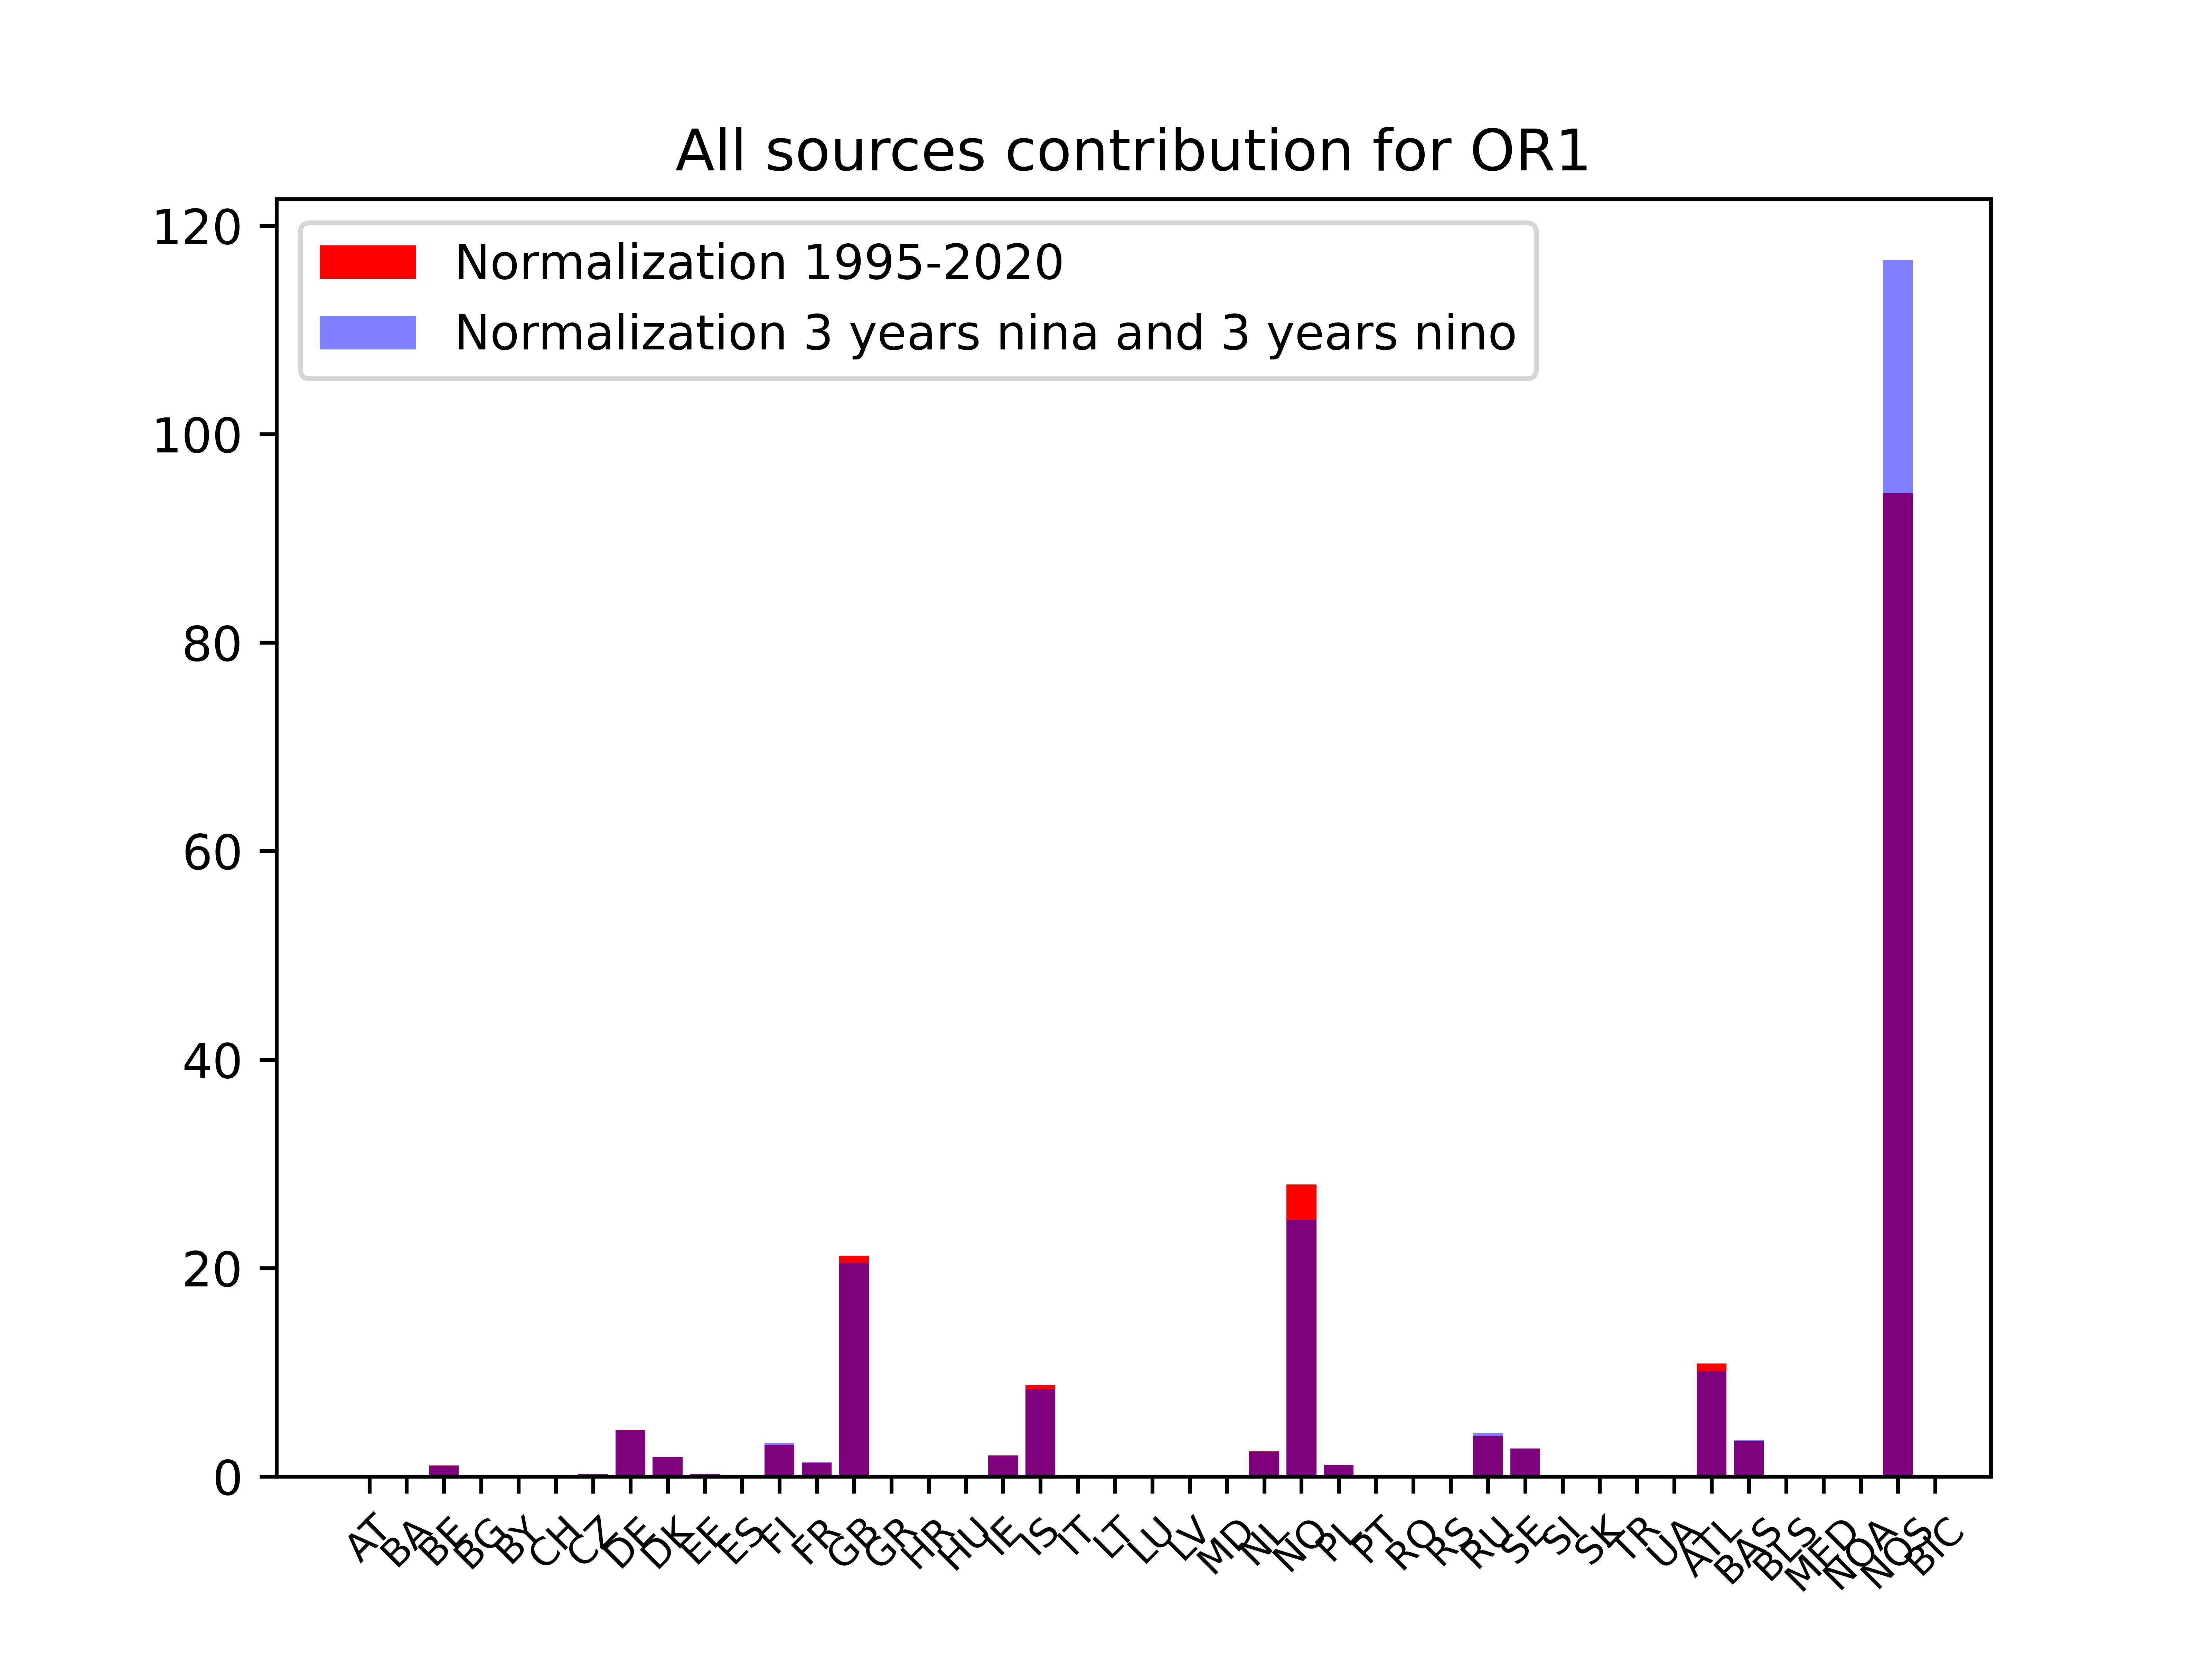 All sources contribution for OR1
120
100
80
60
40
20
0
Normalization 1995-2020
Normalization 3 years nina and 3 years nino
AT
BA
BE
BG
BY
CH
CZ
DE
DK
EE
ES
FI
FR
GB
GR
HR
HU
IE
IS
IT
LT
LU
LV
MD
NL
NO
PL
PT
RO
RS
RU
SE
SI
SK
TR
UA
ATL
BAS
BLS
MED
NOA
NOS
BIC